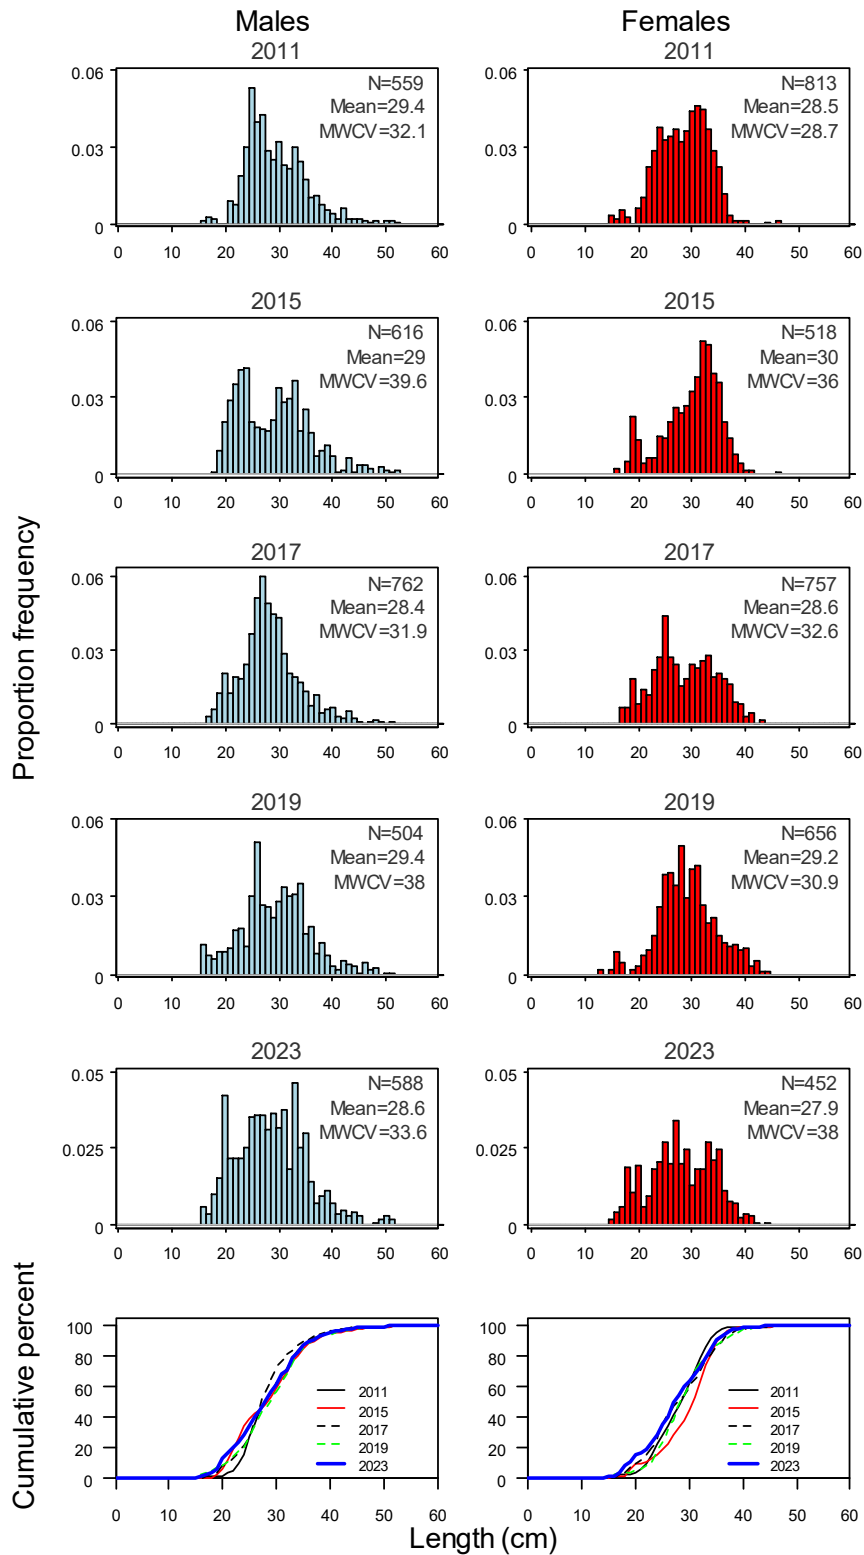 Males Females
2011 2011
0.06 0.06
N=559 N=813
Mean=29.4 Mean=28.5
MWCV=32.1 MWCV=28.7
0.03 0.03
0 0
0 10 20 30 40 50 60 0 10 20 30 40 50 60
2015 2015
0.06 0.06
N=616 N=518
Mean=29 Mean=30
MWCV=39.6 MWCV=36
0.03 0.03
0 0
0 10 20 30 40 50 60 0 10 20 30 40 50 60
Proportion frequency
2017 2017
0.06 0.06
N=762 N=757
Mean=28.4 Mean=28.6
MWCV=31.9 MWCV=32.6
0.03 0.03
0 0
0 10 20 30 40 50 60 0 10 20 30 40 50 60
2019 2019
0.06 0.06
N=504 N=656
Mean=29.4 Mean=29.2
MWCV=38 MWCV=30.9
0.03 0.03
0 0
0 10 20 30 40 50 60 0 10 20 30 40 50 60
2023 2023
0.05 0.05
N=588 N=452
Mean=28.6 Mean=27.9
MWCV=33.6 MWCV=38
0.025 0.025
0 0
0 10 20 30 40 50 60 0 10 20 30 40 50 60
Cumulative percent
100 100
80 80
60 60
40 40
20 20
0 0
2011 2011
2015 2015
2017 2017
2019 2019
2023 2023
0 10 20 30 40 50 60 0 10 20 30 40 50 60
Length (cm)